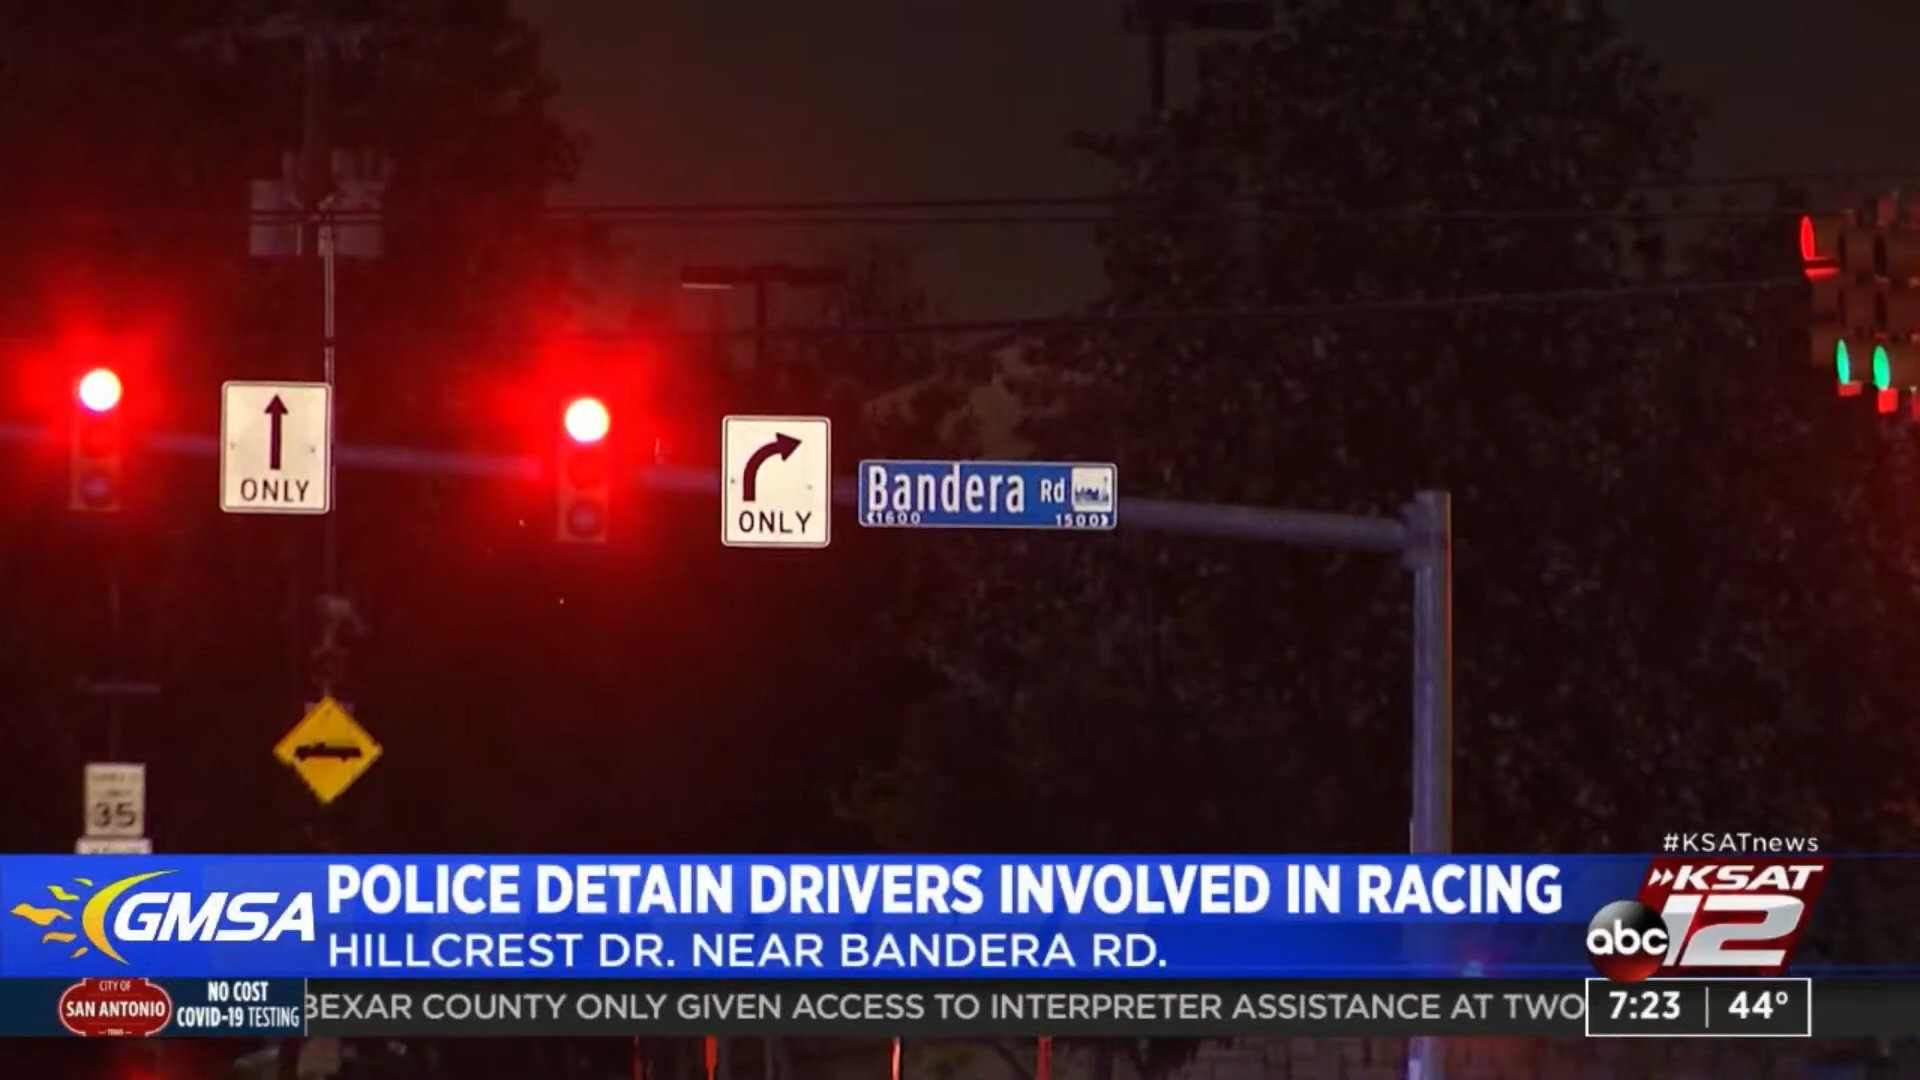 ONLY
ONLY
Bandera Rd
1600
1500
35
#KSATnews
GMSA
POLICE DETAIN DRIVERS INVOLVED IN RACING
HILLCREST DR. NEAR BANDERA RD.
KSAT
abc 12
CITY OF
SAN ANTONIO
NO COST
COVID-19 TESTING
BEXAR COUNTY ONLY GIVEN ACCESS TO INTERPRETER ASSISTANCE AT TWO
7:23 44°